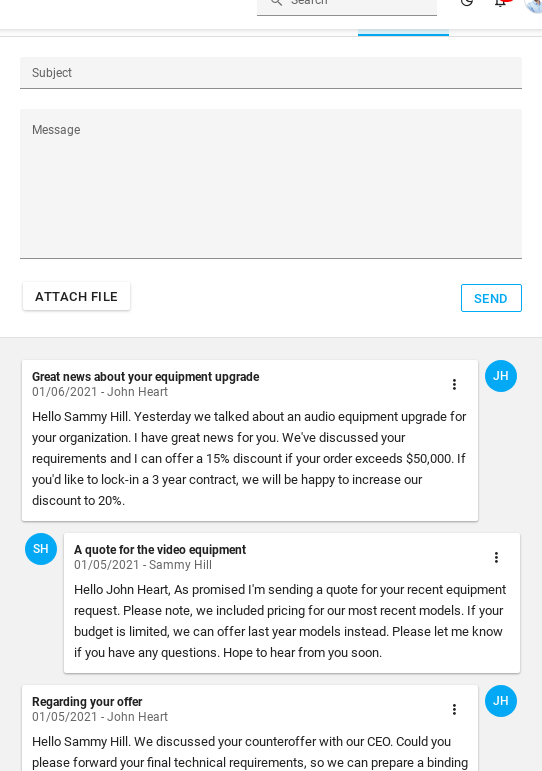 Search
Subject
Message
ATTACH FILE
SEND
Great news about your equipment upgrade
01/06/2021 - John Heart
JH
Hello Sammy Hill. Yesterday we talked about an audio equipment upgrade for
your organization. I have great news for you. We've discussed your
requirements and I can offer a 15% discount if your order exceeds $50,000. If
you'd like to lock-in a 3 year contract, we will be happy to increase our
discount to 20%.
SH
A quote for the video equipment
01/05/2021 - Sammy Hill
Hello John Heart, As promised I'm sending a quote for your recent equipment
request. Please note, we included pricing for our most recent models. If your
budget is limited, we can offer last year models instead. Please let me know
if you have any questions. Hope to hear from you soon.
Regarding your offer
01/05/2021 - John Heart
JH
Hello Sammy Hill. We discussed your counteroffer with our CEO. Could you
please forward your final technical requirements, so we can prepare a binding